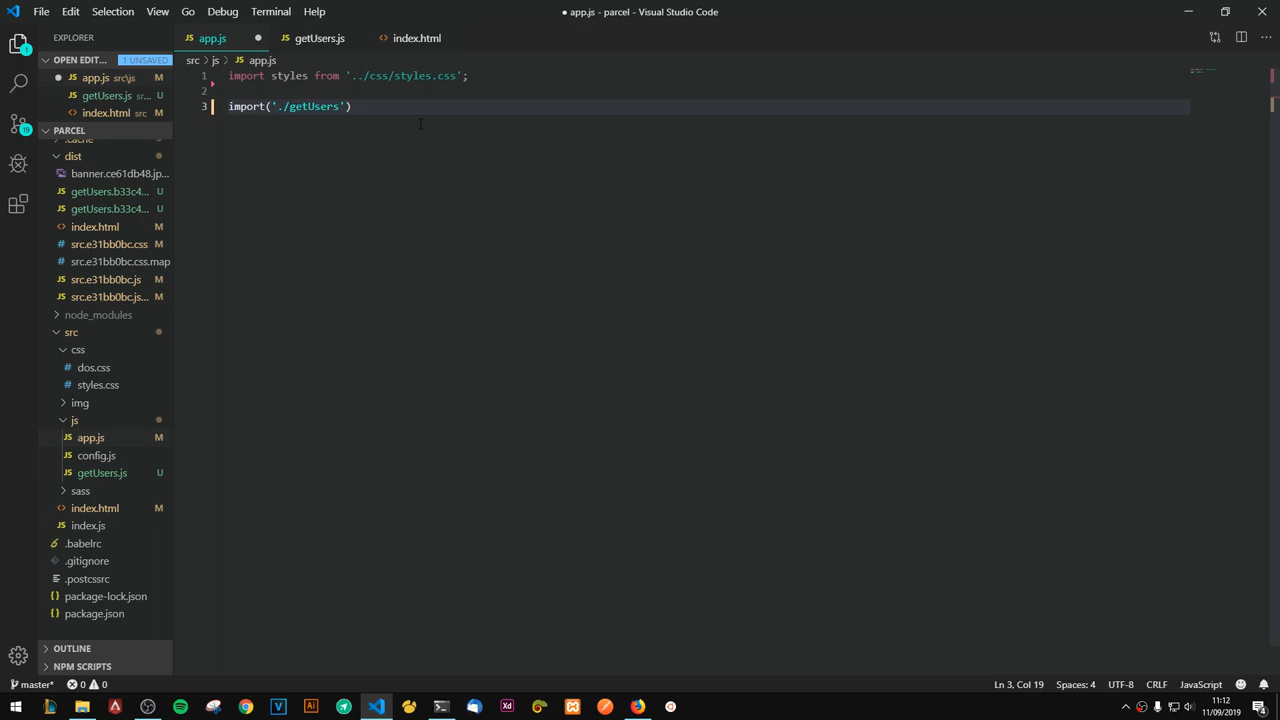 File Edit Selection View Go Debug Terminal Help
● app.js - parcel - Visual Studio Code
EXPLORER
JS app.js
JS getUsers.js
<> index.html
OPEN EDIT... 1 UNSAVED
src > js > JS app.js
JS app.js src\js M
JS getUsers.js sr... U
<> index.html src M
1 import styles from '../css/styles.css';
2
3 import('./getUsers')
PARCEL
.cache
dist
banner.ce61db48.jp...
JS getUsers.b33c4... U
JS getUsers.b33c4... U
<> index.html M
# src.e31bb0bc.css M
# src.e31bb0bc.css.map
JS src.e31bb0bc.js M
JS src.e31bb0bc.js... M
node_modules
src
css
# dos.css
# styles.css
img
js
JS app.js M
JS config.js
JS getUsers.js U
sass
<> index.html M
JS index.js
.babelrc
.gitignore
.postcssrc
package-lock.json
package.json
OUTLINE
NPM SCRIPTS
master* 0 0
Ln 3, Col 19 Spaces: 4 UTF-8 CRLF JavaScript
11:12
11/09/2019